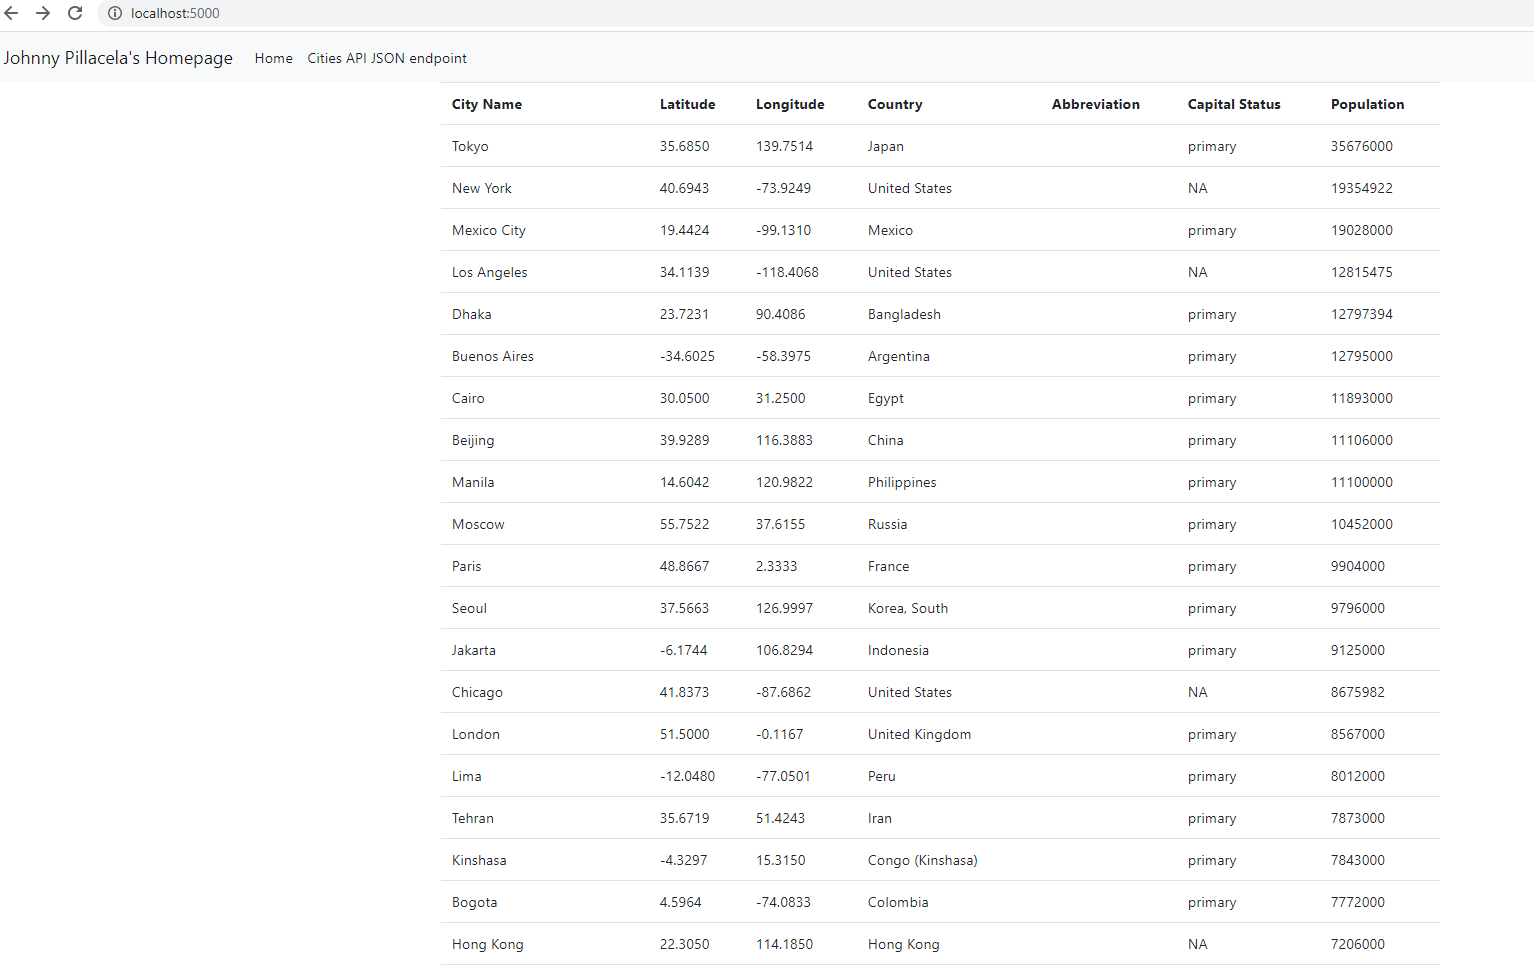 localhost:5000
Johnny Pillacela's Homepage Home Cities API JSON endpoint
City Name Latitude Longitude Country Abbreviation Capital Status Population
Tokyo 35.6850 139.7514 Japan primary 35676000
New York 40.6943 -73.9249 United States NA 19354922
Mexico City 19.4424 -99.1310 Mexico primary 19028000
Los Angeles 34.1139 -118.4068 United States NA 12815475
Dhaka 23.7231 90.4086 Bangladesh primary 12797394
Buenos Aires -34.6025 -58.3975 Argentina primary 12795000
Cairo 30.0500 31.2500 Egypt primary 11893000
Beijing 39.9289 116.3883 China primary 11106000
Manila 14.6042 120.9822 Philippines primary 11100000
Moscow 55.7522 37.6155 Russia primary 10452000
Paris 48.8667 2.3333 France primary 9904000
Seoul 37.5663 126.9997 Korea, South primary 9796000
Jakarta -6.1744 106.8294 Indonesia primary 9125000
Chicago 41.8373 -87.6862 United States NA 8675982
London 51.5000 -0.1167 United Kingdom primary 8567000
Lima -12.0480 -77.0501 Peru primary 8012000
Tehran 35.6719 51.4243 Iran primary 7873000
Kinshasa -4.3297 15.3150 Congo (Kinshasa) primary 7843000
Bogota 4.5964 -74.0833 Colombia primary 7772000
Hong Kong 22.3050 114.1850 Hong Kong NA 7206000